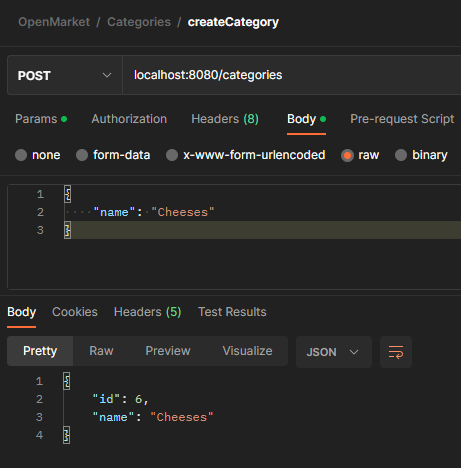 OpenMarket / Categories / createCategory
POST localhost:8080/categories
Params Authorization Headers (8) Body Pre-request Script
none form-data x-www-form-urlencoded raw binary
1 {
2 "name": "Cheeses"
3 }
Body Cookies Headers (5) Test Results
Pretty Raw Preview Visualize JSON
1 {
2 "id": 6,
3 "name": "Cheeses"
4 }